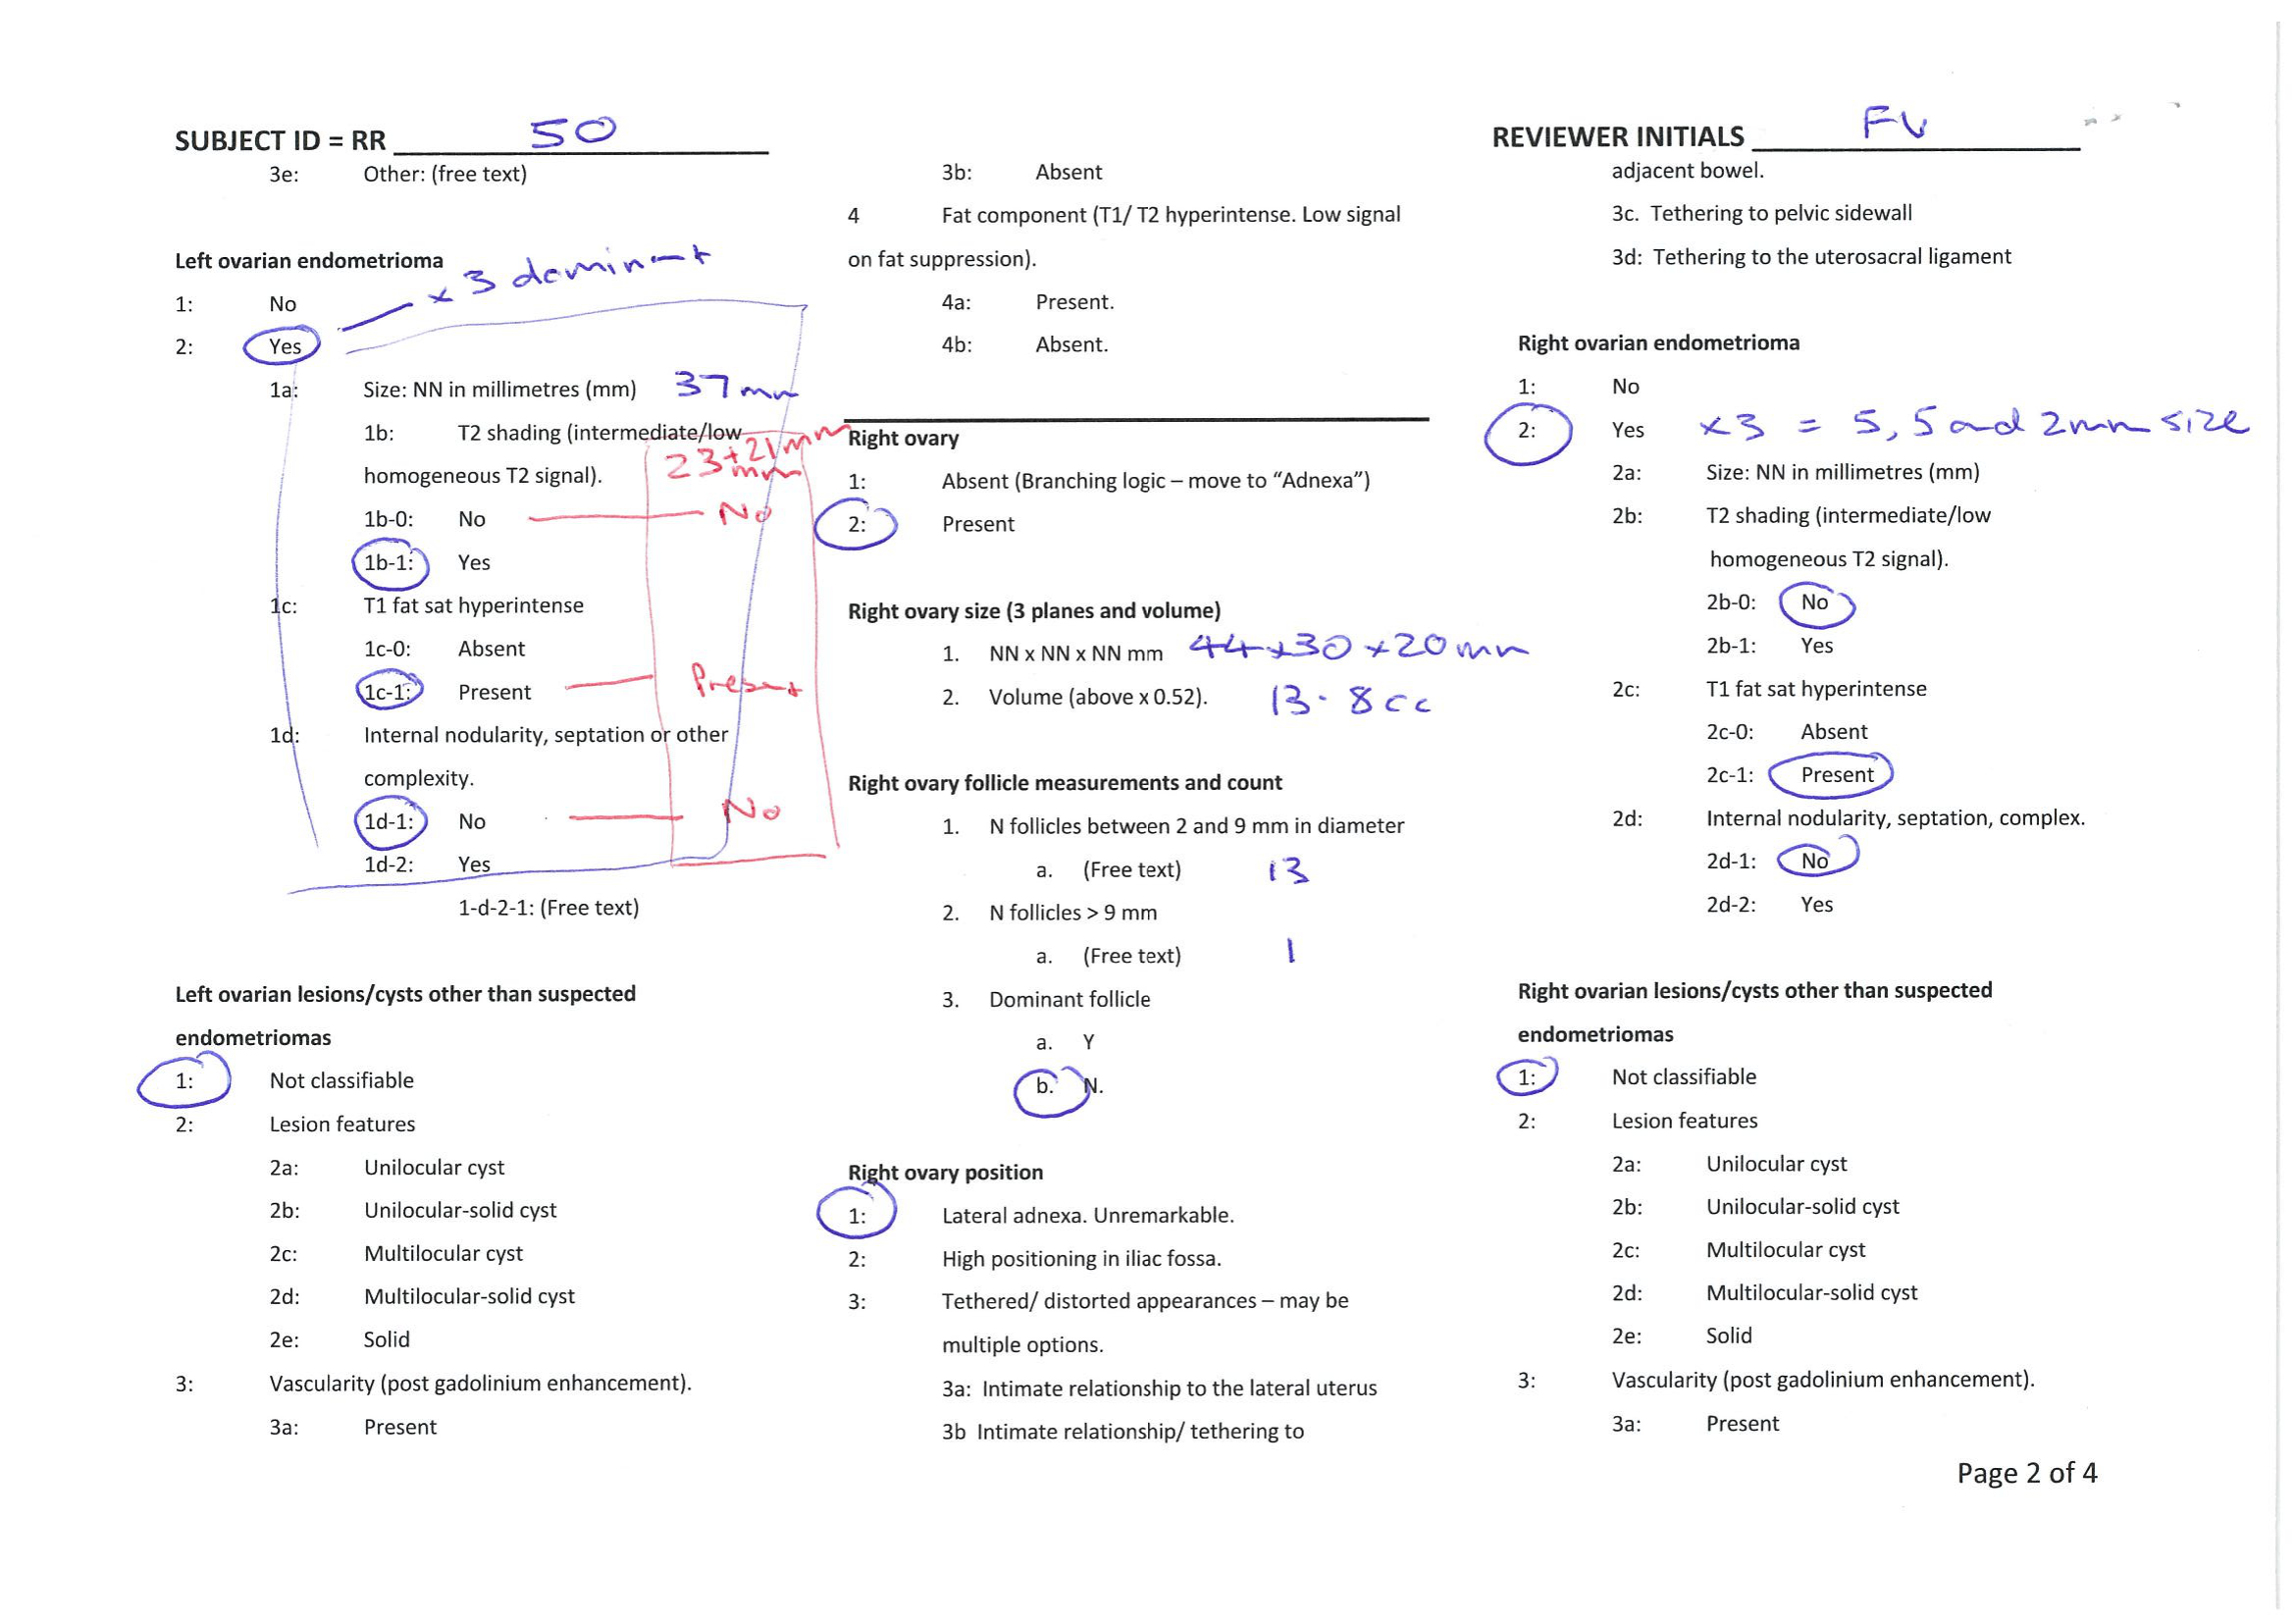 SUBJECT ID = RR 50
3e: Other: (free text)
Left ovarian endometrioma
x 3 dominant
1: No
2: Yes
1a: Size: NN in millimetres (mm) 37mm
1b: T2 shading (intermediate/low
homogeneous T2 signal).
23mm + 21mm
1b-0: No No
1b-1: Yes
1c: T1 fat sat hyperintense
1c-0: Absent
1c-1: Present Present
1d: Internal nodularity, septation or other
complexity.
1d-1: No No
1d-2: Yes
1-d-2-1: (Free text)
Left ovarian lesions/cysts other than suspected
endometriomas
1: Not classifiable
2: Lesion features
2a: Unilocular cyst
2b: Unilocular-solid cyst
2c: Multilocular cyst
2d: Multilocular-solid cyst
2e: Solid
3: Vascularity (post gadolinium enhancement).
3a: Present
3b: Absent
4 Fat component (T1/ T2 hyperintense. Low signal
on fat suppression).
4a: Present.
4b: Absent.
Right ovary
1: Absent (Branching logic – move to “Adnexa”)
2: Present
Right ovary size (3 planes and volume)
1. NN x NN x NN mm 44x30x20mm
2. Volume (above x 0.52). 13.8cc
Right ovary follicle measurements and count
1. N follicles between 2 and 9 mm in diameter
a. (Free text) 13
2. N follicles > 9 mm
a. (Free text) 1
3. Dominant follicle
a. Y
b. N.
Right ovary position
1: Lateral adnexa. Unremarkable.
2: High positioning in iliac fossa.
3: Tethered/ distorted appearances – may be
multiple options.
3a: Intimate relationship to the lateral uterus
3b Intimate relationship/ tethering to
REVIEWER INITIALS FV
adjacent bowel.
3c. Tethering to pelvic sidewall
3d: Tethering to the uterosacral ligament
Right ovarian endometrioma
1: No
2: Yes x3 = 5, 5 and 2mm size
2a: Size: NN in millimetres (mm)
2b: T2 shading (intermediate/low
homogeneous T2 signal).
2b-0: No
2b-1: Yes
2c: T1 fat sat hyperintense
2c-0: Absent
2c-1: Present
2d: Internal nodularity, septation, complex.
2d-1: No
2d-2: Yes
Right ovarian lesions/cysts other than suspected
endometriomas
1: Not classifiable
2: Lesion features
2a: Unilocular cyst
2b: Unilocular-solid cyst
2c: Multilocular cyst
2d: Multilocular-solid cyst
2e: Solid
3: Vascularity (post gadolinium enhancement).
3a: Present
Page 2 of 4